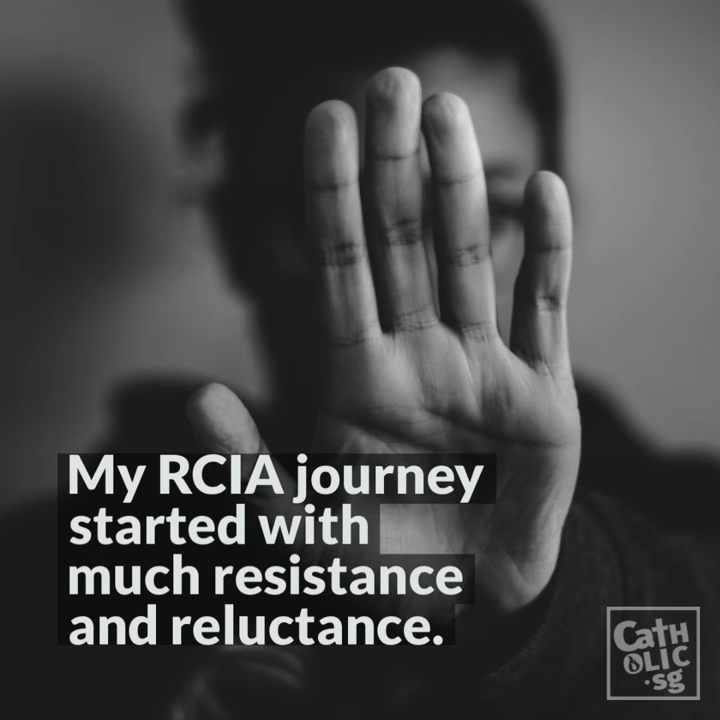 My RCIA journey
started with
much resistance
and reluctance.
CATH
OLIC
.sg